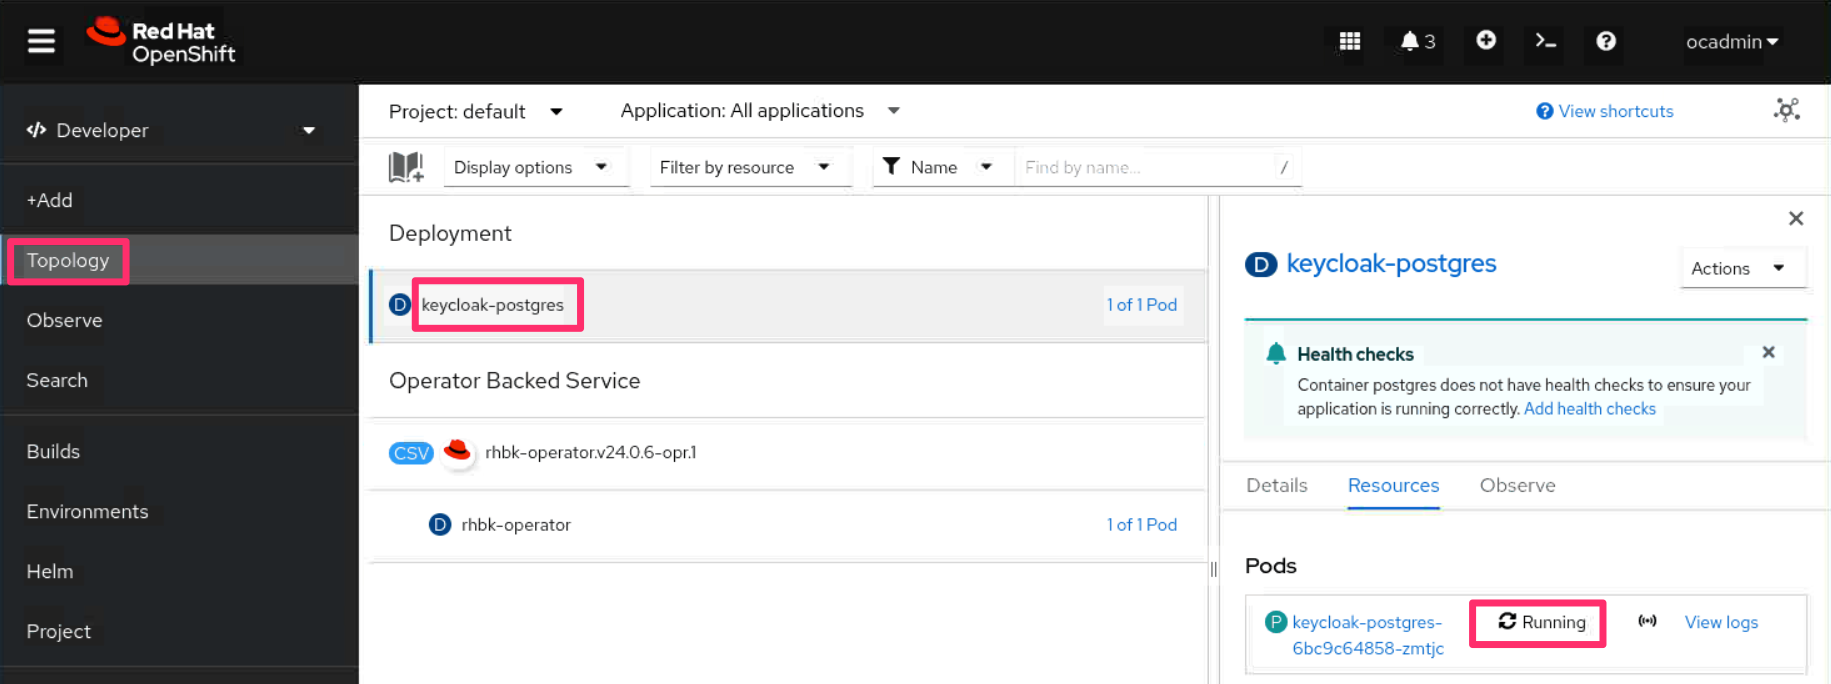 Red Hat
OpenShift
3
ocadmin
</> Developer
+Add
Topology
Observe
Search
Builds
Environments
Helm
Project
Project: default
Application: All applications
? View shortcuts
Display options
Filter by resource
Name
Find by name...
/
Deployment
D keycloak-postgres
1 of 1 Pod
Operator Backed Service
CSV rhbk-operator.v24.0.6-opr.1
D rhbk-operator
1 of 1 Pod
D keycloak-postgres
Actions
Health checks
Container postgres does not have health checks to ensure your
application is running correctly. Add health checks
Details Resources Observe
Pods
P keycloak-postgres-
6bc9c64858-zmtjc
Running
View logs